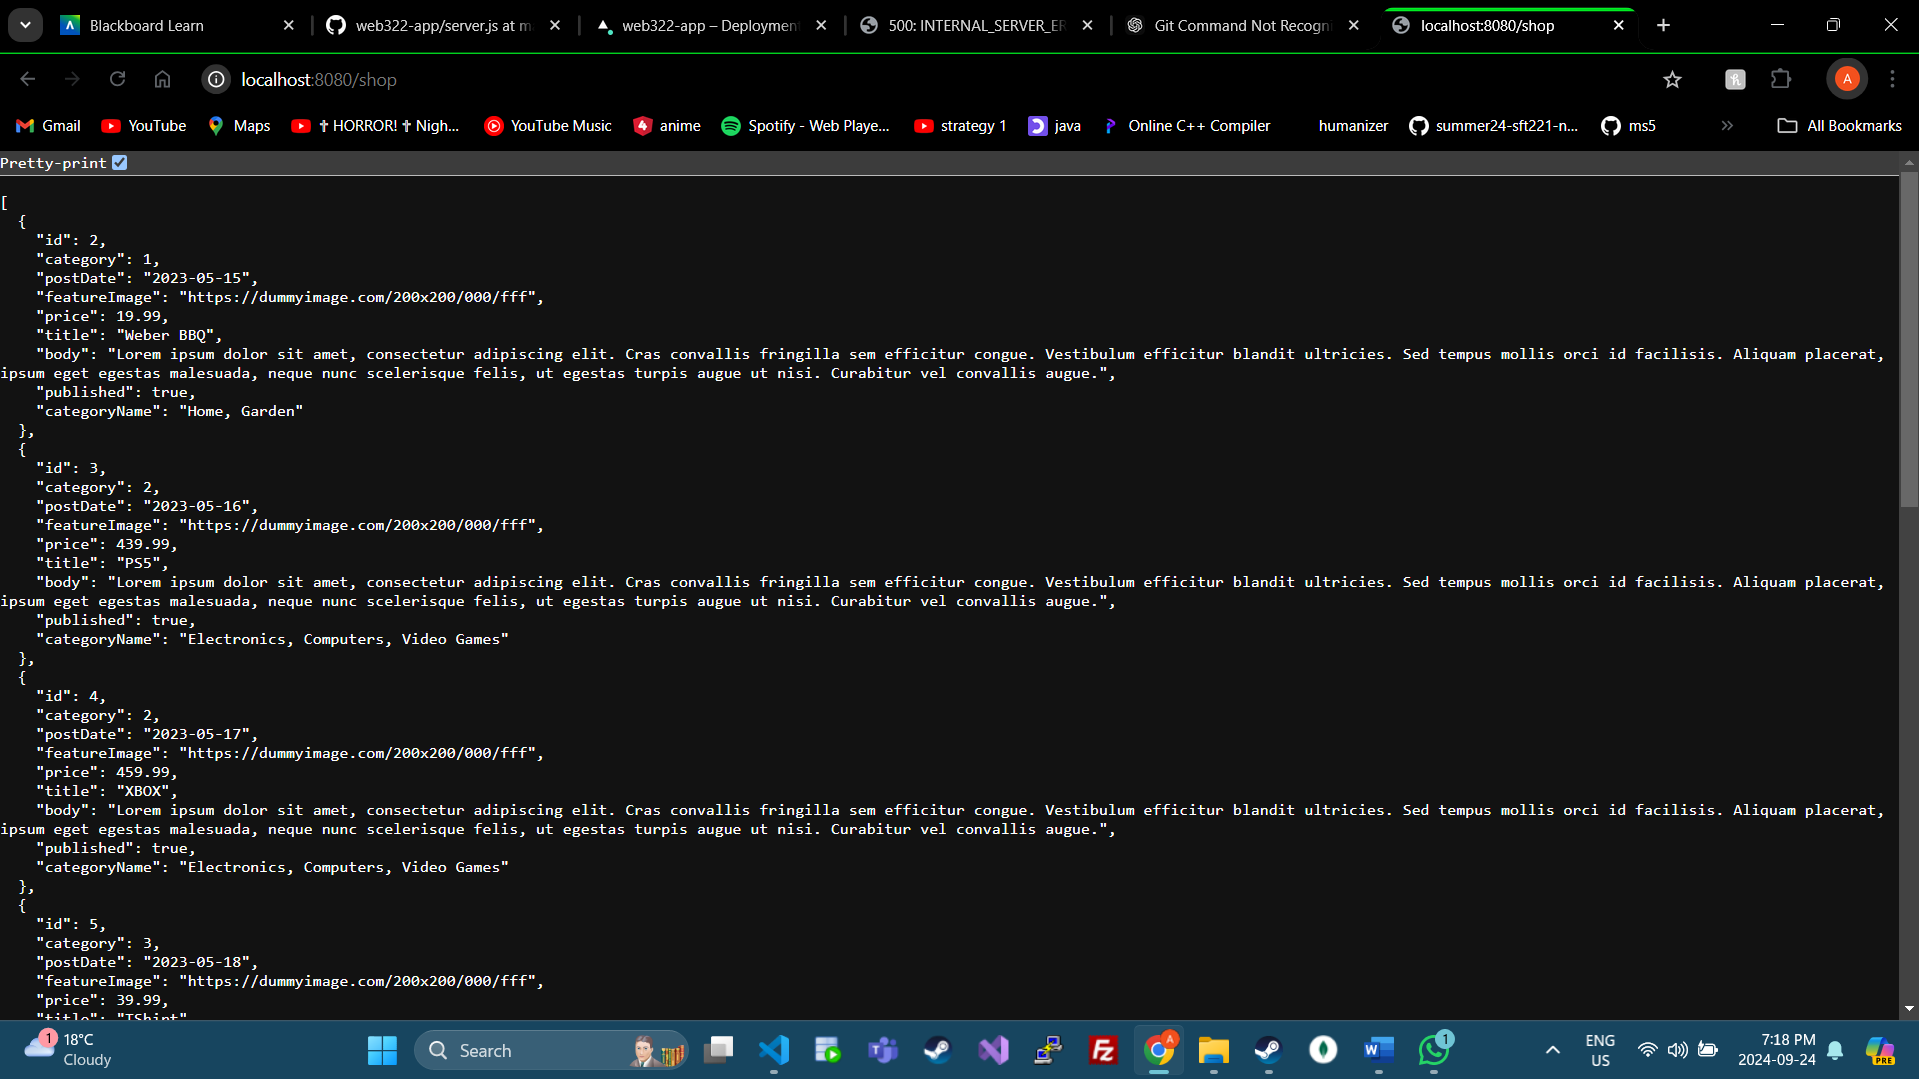 Blackboard Learn
web322-app/server.js at m
web322-app – Deployment
500: INTERNAL_SERVER_ER
Git Command Not Recogni
localhost:8080/shop
localhost:8080/shop
A
Gmail
YouTube
Maps
✝ HORROR! ✝ Nigh...
YouTube Music
anime
Spotify - Web Playe...
strategy 1
java
Online C++ Compiler
humanizer
summer24-sft221-n...
ms5
All Bookmarks
Pretty-print
[
{
"id": 2,
"category": 1,
"postDate": "2023-05-15",
"featureImage": "https://dummyimage.com/200x200/000/fff",
"price": 19.99,
"title": "Weber BBQ",
"body": "Lorem ipsum dolor sit amet, consectetur adipiscing elit. Cras convallis fringilla sem efficitur congue. Vestibulum efficitur blandit ultricies. Sed tempus mollis orci id facilisis. Aliquam placerat,
ipsum eget egestas malesuada, neque nunc scelerisque felis, ut egestas turpis augue ut nisi. Curabitur vel convallis augue.",
"published": true,
"categoryName": "Home, Garden"
},
{
"id": 3,
"category": 2,
"postDate": "2023-05-16",
"featureImage": "https://dummyimage.com/200x200/000/fff",
"price": 439.99,
"title": "PS5",
"body": "Lorem ipsum dolor sit amet, consectetur adipiscing elit. Cras convallis fringilla sem efficitur congue. Vestibulum efficitur blandit ultricies. Sed tempus mollis orci id facilisis. Aliquam placerat,
ipsum eget egestas malesuada, neque nunc scelerisque felis, ut egestas turpis augue ut nisi. Curabitur vel convallis augue.",
"published": true,
"categoryName": "Electronics, Computers, Video Games"
},
{
"id": 4,
"category": 2,
"postDate": "2023-05-17",
"featureImage": "https://dummyimage.com/200x200/000/fff",
"price": 459.99,
"title": "XBOX",
"body": "Lorem ipsum dolor sit amet, consectetur adipiscing elit. Cras convallis fringilla sem efficitur congue. Vestibulum efficitur blandit ultricies. Sed tempus mollis orci id facilisis. Aliquam placerat,
ipsum eget egestas malesuada, neque nunc scelerisque felis, ut egestas turpis augue ut nisi. Curabitur vel convallis augue.",
"published": true,
"categoryName": "Electronics, Computers, Video Games"
},
{
"id": 5,
"category": 3,
"postDate": "2023-05-18",
"featureImage": "https://dummyimage.com/200x200/000/fff",
"price": 39.99,
"title": "TShirt"
1
18°C
Cloudy
Search
A
1
ENG
US
7:18 PM
2024-09-24
PRE